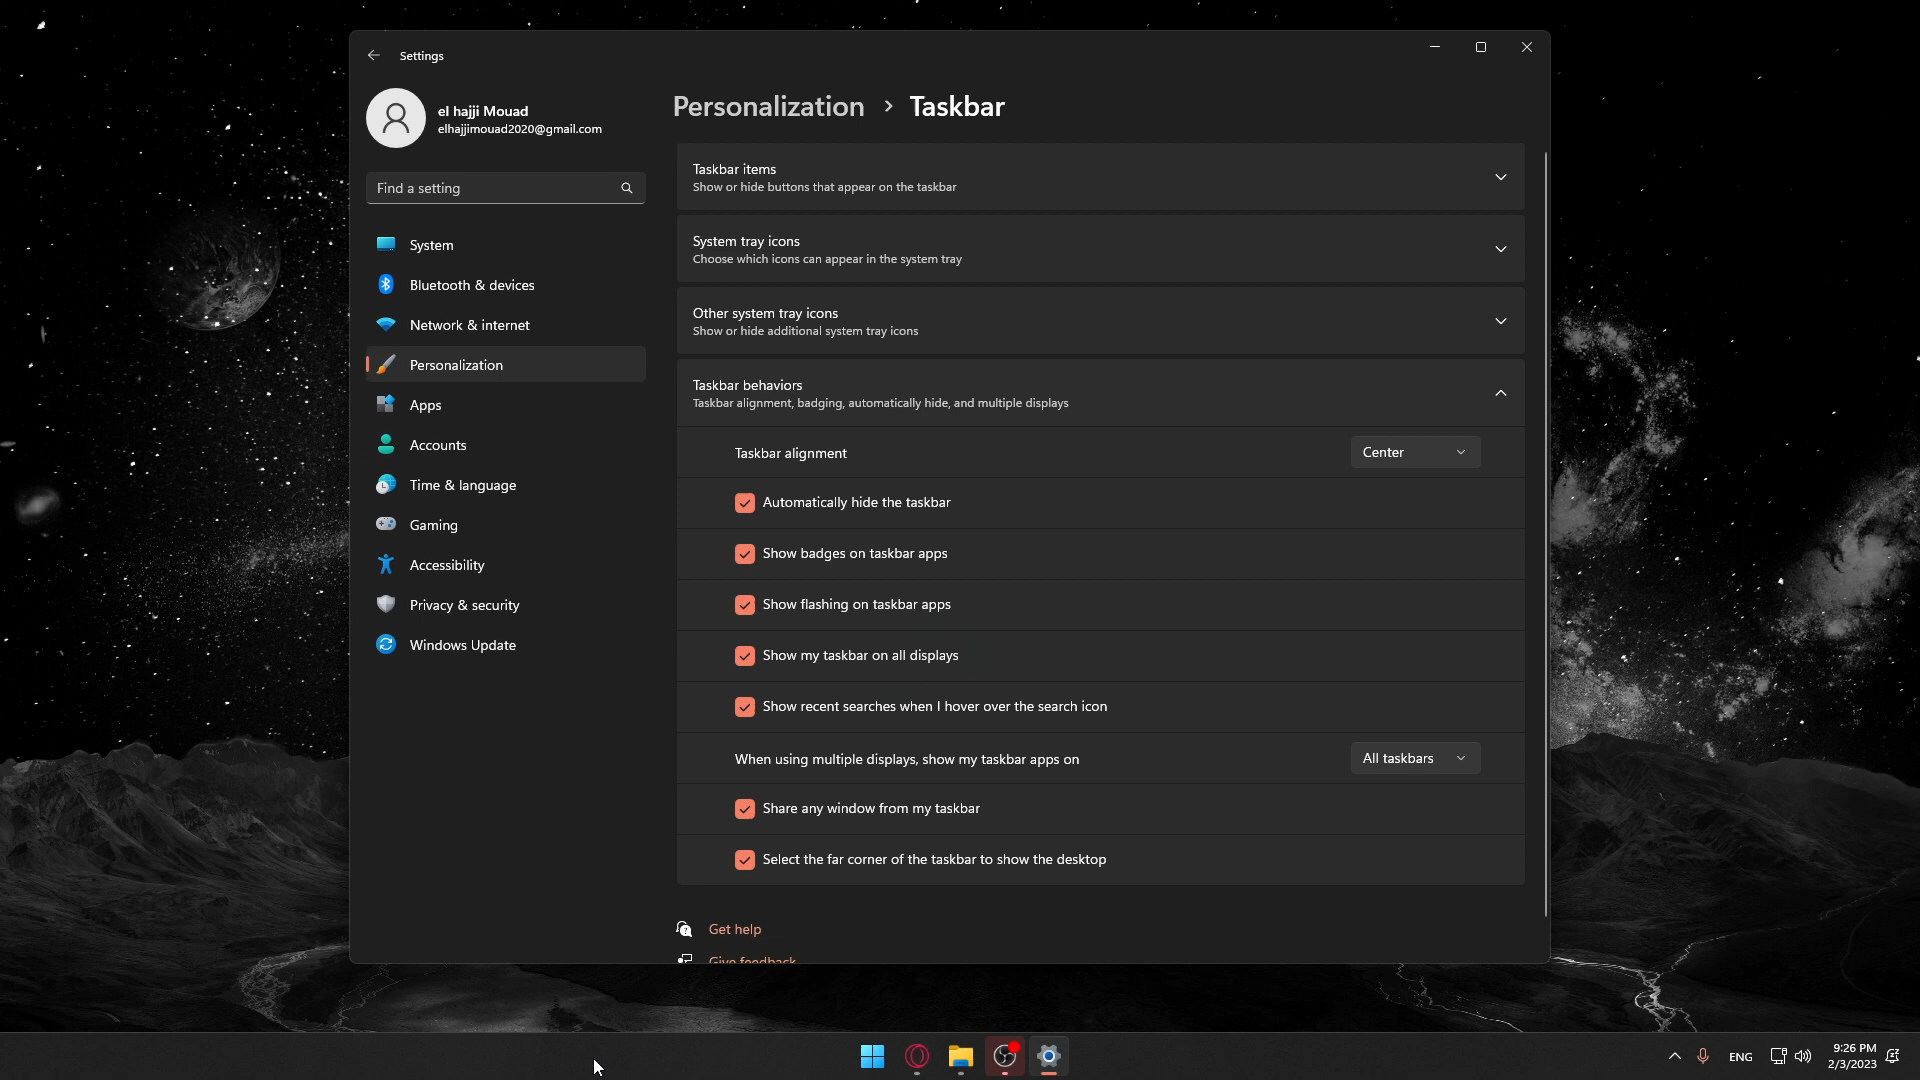 Settings
el hajji Mouad
elhajjimouad2020@gmail.com
Find a setting
System
Bluetooth & devices
Network & internet
Personalization
Apps
Accounts
Time & language
Gaming
Accessibility
Privacy & security
Windows Update
Personalization › Taskbar
Taskbar items
Show or hide buttons that appear on the taskbar
System tray icons
Choose which icons can appear in the system tray
Other system tray icons
Show or hide additional system tray icons
Taskbar behaviors
Taskbar alignment, badging, automatically hide, and multiple displays
Taskbar alignment
Center
Automatically hide the taskbar
Show badges on taskbar apps
Show flashing on taskbar apps
Show my taskbar on all displays
Show recent searches when I hover over the search icon
When using multiple displays, show my taskbar apps on
All taskbars
Share any window from my taskbar
Select the far corner of the taskbar to show the desktop
Get help
Give feedback
ENG
9:26 PM
2/3/2023